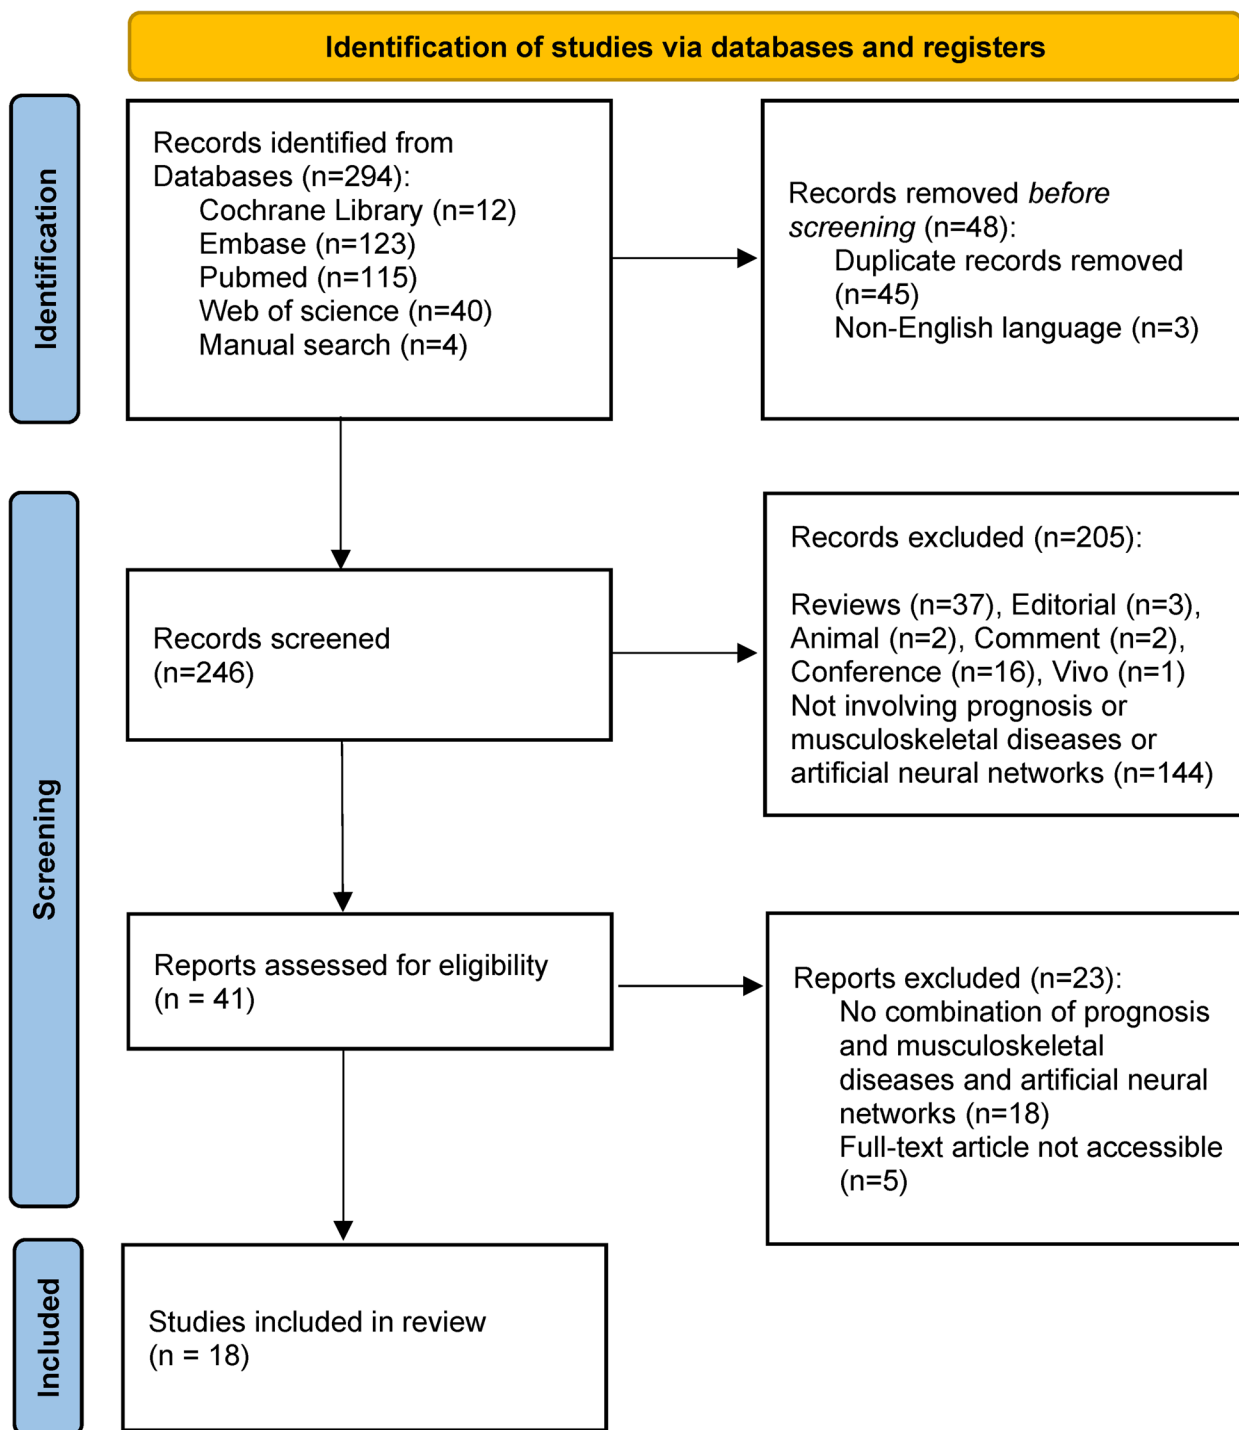 Identification of studies via databases and registers
Identification
Records identified from
Databases (n=294):
Cochrane Library (n=12)
Embase (n=123)
Pubmed (n=115)
Web of science (n=40)
Manual search (n=4)
Records removed before
screening (n=48):
Duplicate records removed
(n=45)
Non-English language (n=3)
Screening
Records screened
(n=246)
Records excluded (n=205):
Reviews (n=37), Editorial (n=3),
Animal (n=2), Comment (n=2),
Conference (n=16), Vivo (n=1)
Not involving prognosis or
musculoskeletal diseases or
artificial neural networks (n=144)
Reports assessed for eligibility
(n = 41)
Reports excluded (n=23):
No combination of prognosis
and musculoskeletal
diseases and artificial neural
networks (n=18)
Full-text article not accessible
(n=5)
Included
Studies included in review
(n = 18)